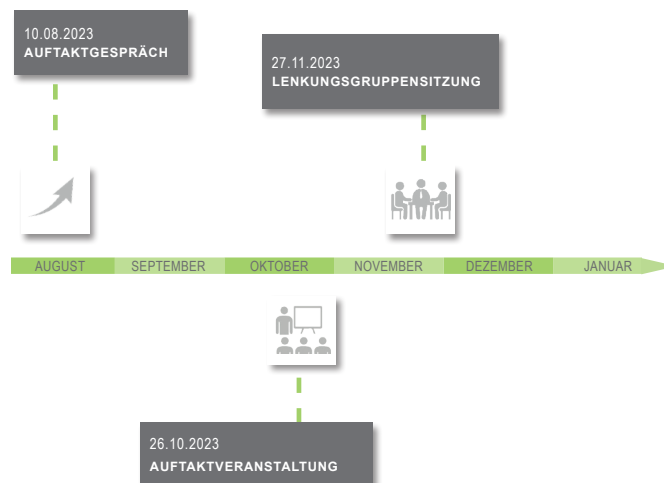 10.08.2023
AUFTAKTGESPRÄCH
27.11.2023
LENKUNGSGRUPPENSITZUNG
AUGUST SEPTEMBER OKTOBER NOVEMBER DEZEMBER JANUAR
26.10.2023
AUFTAKTVERANSTALTUNG